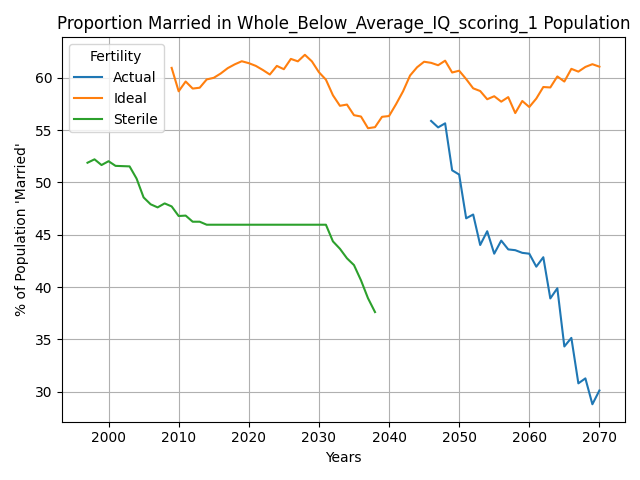 Proportion Married in Whole_Below_Average_IQ_scoring_1 Population
% of Population 'Married'
Fertility
Actual
Ideal
Sterile
60
55
50
45
40
35
30
2000 2010 2020 2030 2040 2050 2060 2070
Years